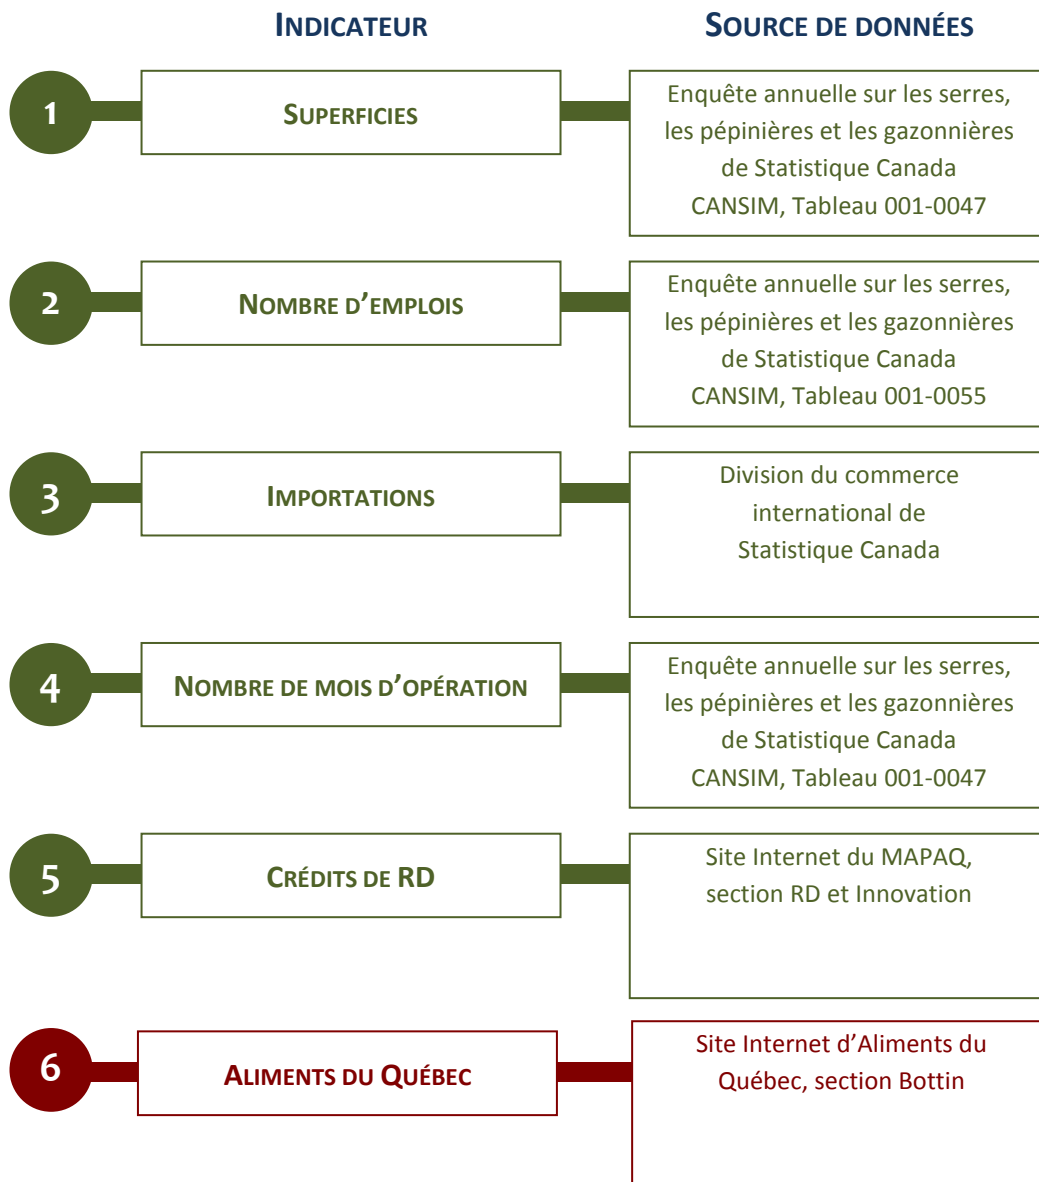 INDICATEUR
SOURCE DE DONNÉES
1
SUPERFICIES
Enquête annuelle sur les serres,
les pépinières et les gazonnières
de Statistique Canada
CANSIM, Tableau 001-0047
2
NOMBRE D’EMPLOIS
Enquête annuelle sur les serres,
les pépinières et les gazonnières
de Statistique Canada
CANSIM, Tableau 001-0055
3
IMPORTATIONS
Division du commerce
international de
Statistique Canada
4
NOMBRE DE MOIS D’OPÉRATION
Enquête annuelle sur les serres,
les pépinières et les gazonnières
de Statistique Canada
CANSIM, Tableau 001-0047
5
CRÉDITS DE RD
Site Internet du MAPAQ,
section RD et Innovation
6
ALIMENTS DU QUÉBEC
Site Internet d’Aliments du
Québec, section Bottin